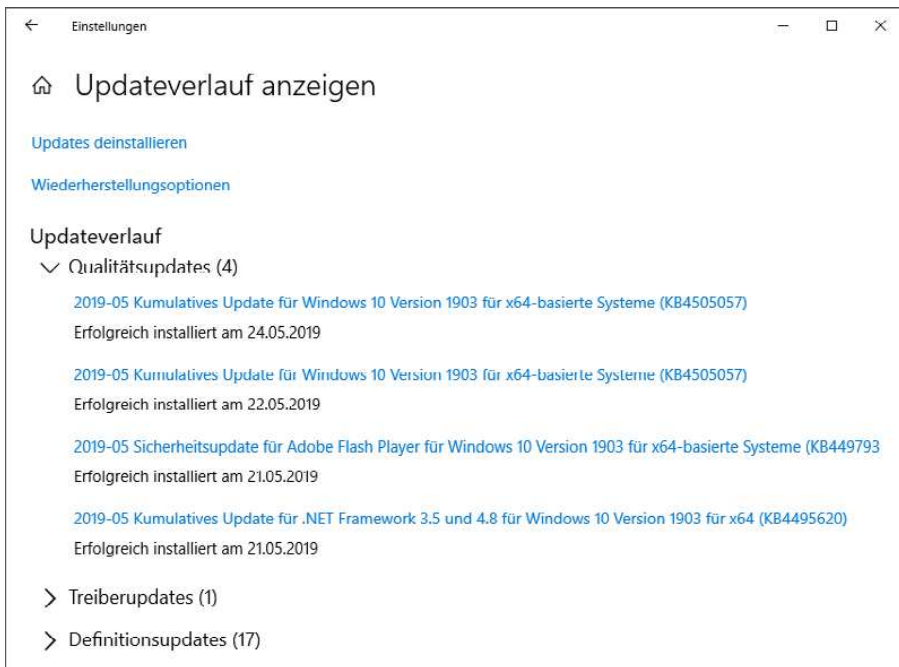 Einstellungen
Updateverlauf anzeigen
Updates deinstallieren
Wiederherstellungsoptionen
Updateverlauf
Qualitätsupdates (4)
2019-05 Kumulatives Update für Windows 10 Version 1903 für x64-basierte Systeme (KB4505057)
Erfolgreich installiert am 24.05.2019
2019-05 Kumulatives Update für Windows 10 Version 1903 für x64-basierte Systeme (KB4505057)
Erfolgreich installiert am 22.05.2019
2019-05 Sicherheitsupdate für Adobe Flash Player für Windows 10 Version 1903 für x64-basierte Systeme (KB449793
Erfolgreich installiert am 21.05.2019
2019-05 Kumulatives Update für .NET Framework 3.5 und 4.8 für Windows 10 Version 1903 für x64 (KB4495620)
Erfolgreich installiert am 21.05.2019
Treiberupdates (1)
Definitionsupdates (17)